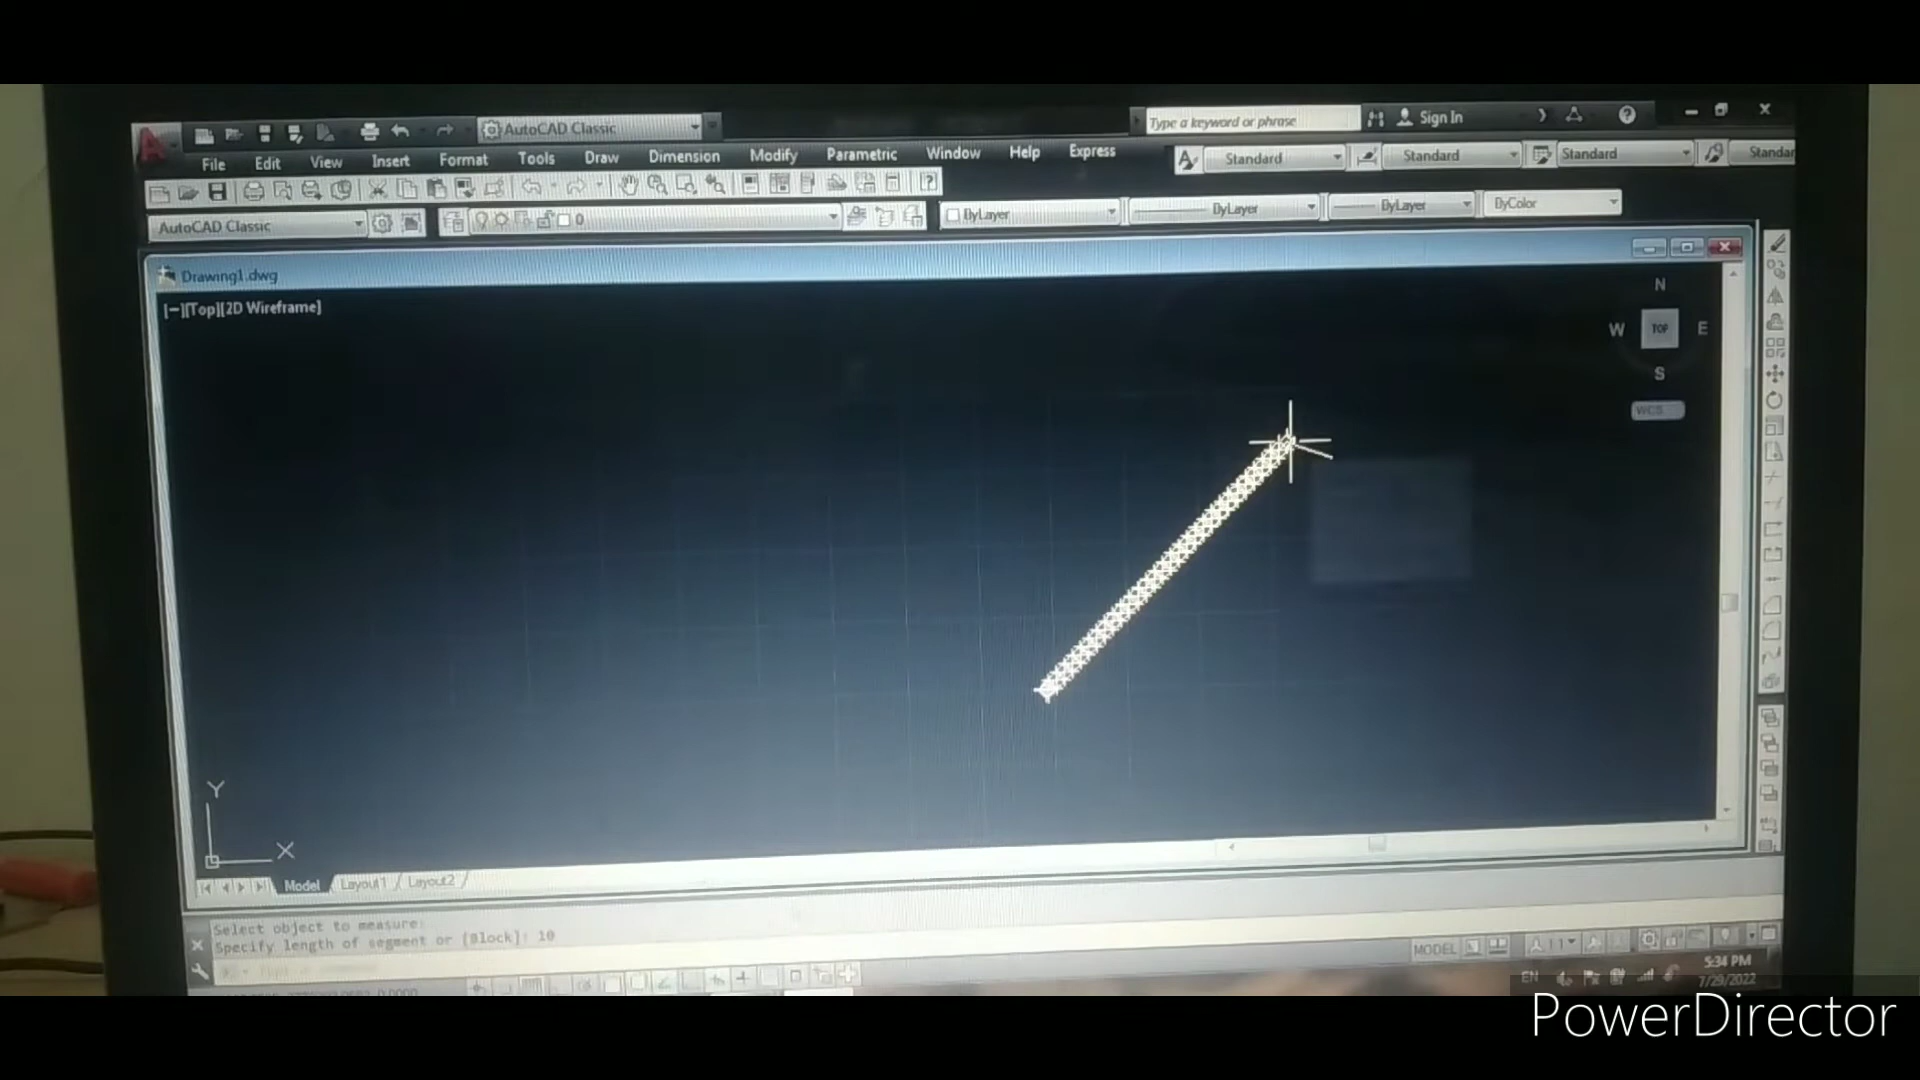 AutoCAD Classic
Type a keyword or phrase
Sign In
File Edit View Insert Format Tools Draw Dimension Modify Parametric Window Help Express
Standard Standard Standard Standar
AutoCAD Classic
0
ByLayer ByLayer ByLayer ByColor
Drawing1.dwg
[−][Top][2D Wireframe]
N
W TOP E
S
WCS
Y
X
Model Layout1 Layout2
Select object to measure:
Specify length of segment or [Block]: 10
MODEL 1:1
EN 5:34 PM
7/29/2022
PowerDirector